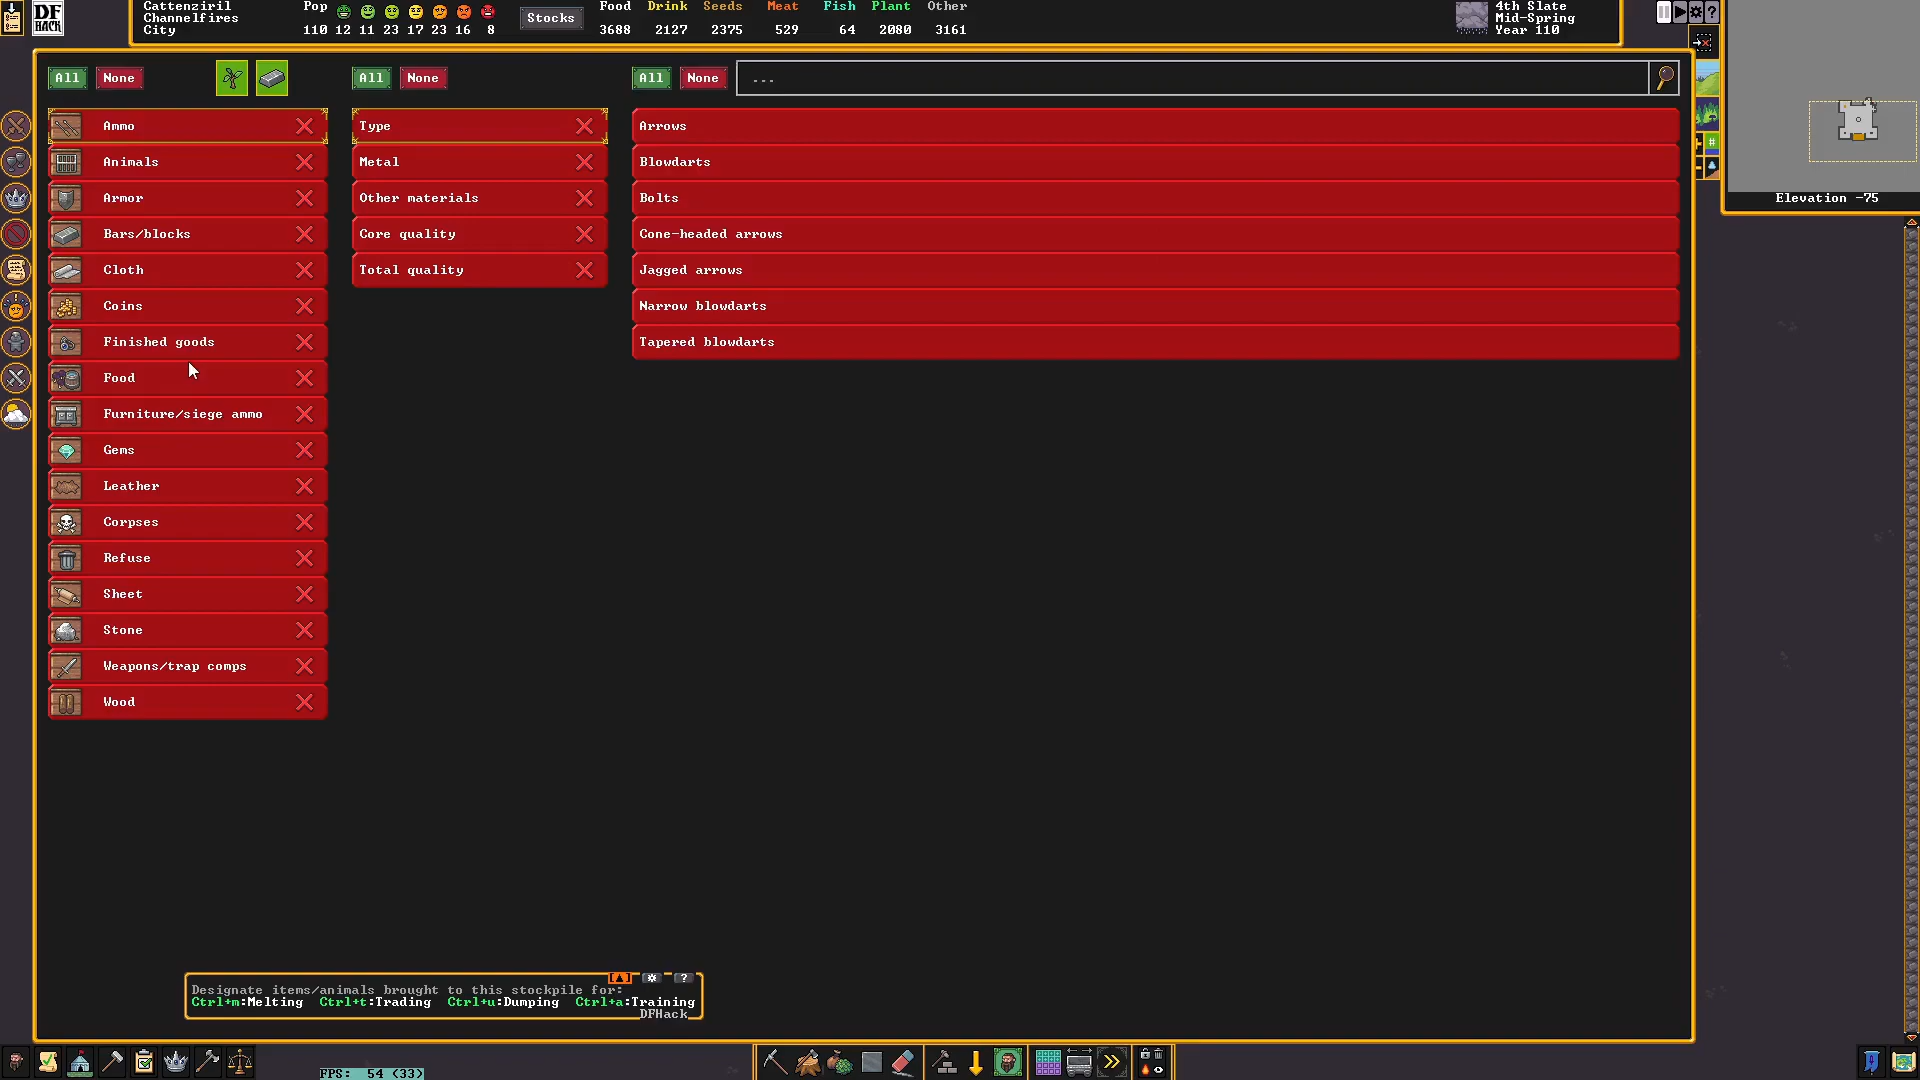 DF HACK
Cattenziril
Channelfires
City
Pop
110 12 11 23 17 23 16 8
Stocks
Food Drink Seeds Meat Fish Plant Other
3688 2127 2375 529 64 2080 3161
4th Slate
Mid-Spring
Year 110
Elevation -75
All None
All None
All None ...
Ammo
Animals
Armor
Bars/blocks
Cloth
Coins
Finished goods
Food
Furniture/siege ammo
Gems
Leather
Corpses
Refuse
Sheet
Stone
Weapons/trap comps
Wood
Type
Metal
Other materials
Core quality
Total quality
Arrows
Blowdarts
Bolts
Cone-headed arrows
Jagged arrows
Narrow blowdarts
Tapered blowdarts
Designate items/animals brought to this stockpile for:
Ctrl+m:Melting Ctrl+t:Trading Ctrl+u:Dumping Ctrl+a:Training
DFHack
FPS: 54 (33)